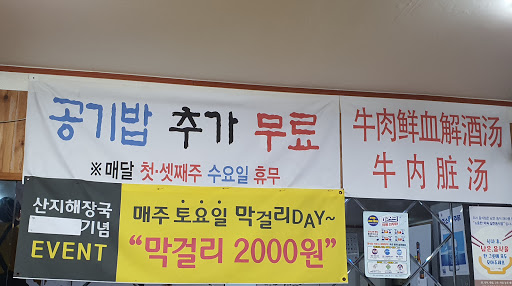 공기밥 추가 무료
※매달 첫·셋째주 수요일 휴무
牛肉鲜血解酒汤
牛内脏汤
산지해장국
기념
EVENT
매주 토요일 막걸리DAY~
"막걸리 2000원"